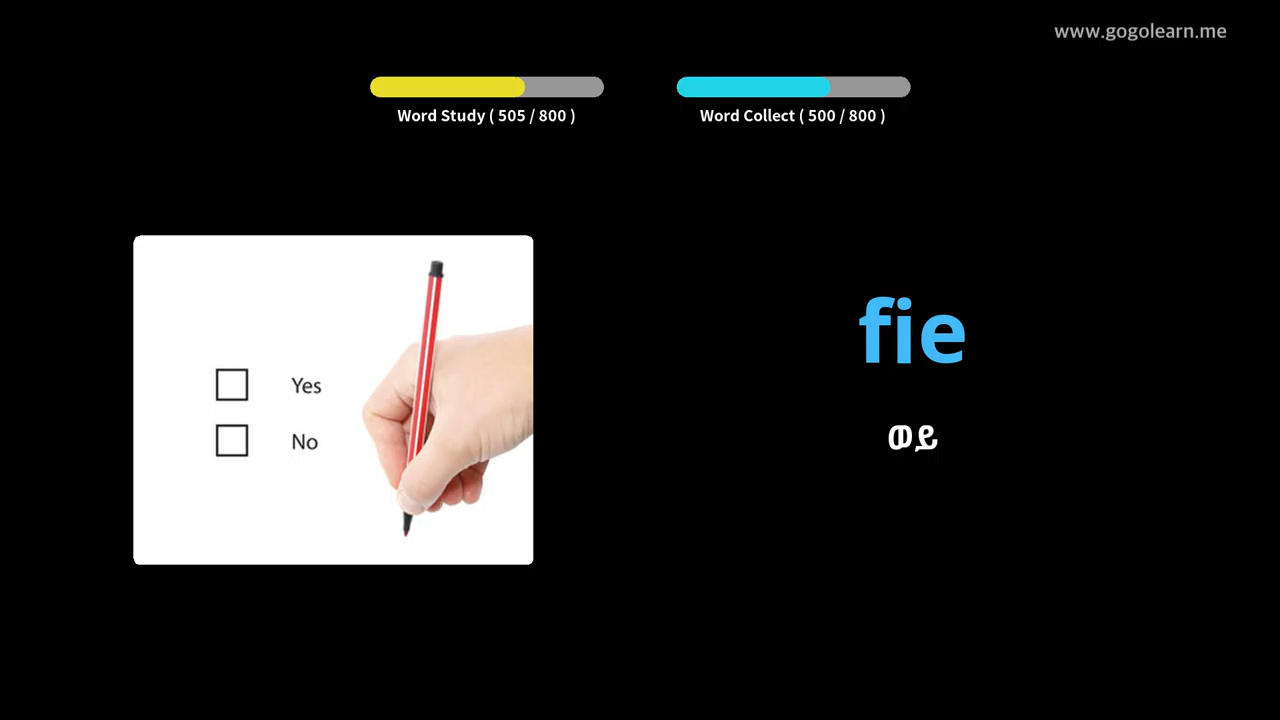 www.gogolearn.me
Word Study ( 505 / 800 )
Word Collect ( 500 / 800 )
Yes
No
fie
ወይ